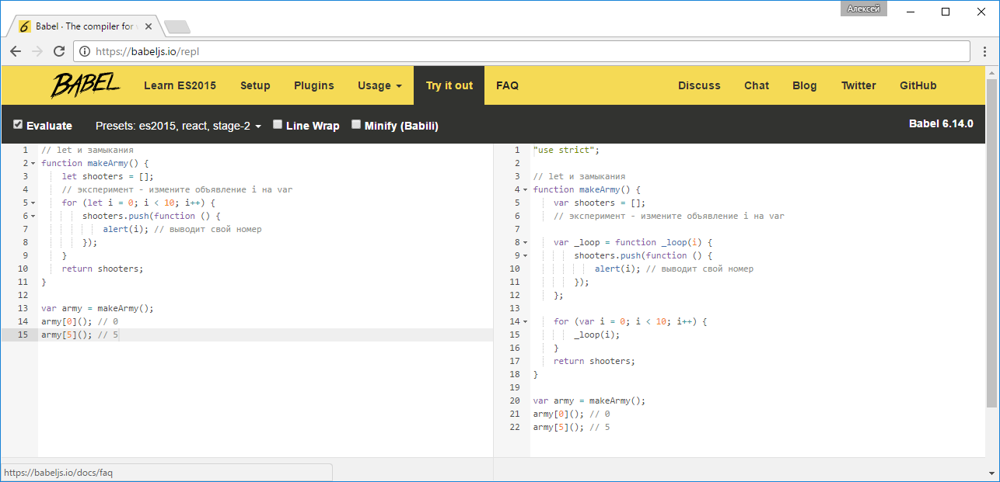 Алексей
6 Babel · The compiler for
https://babeljs.io/repl
BABEL Learn ES2015 Setup Plugins Usage Try it out FAQ Discuss Chat Blog Twitter GitHub
Evaluate Presets: es2015, react, stage-2 Line Wrap Minify (Babili) Babel 6.14.0
1 // let и замыкания
2 function makeArmy() {
3 let shooters = [];
4 // эксперимент - измените объявление i на var
5 for (let i = 0; i < 10; i++) {
6 shooters.push(function () {
7 alert(i); // выводит свой номер
8 });
9 }
10 return shooters;
11 }
12
13 var army = makeArmy();
14 army[0](); // 0
15 army[5](); // 5
1 "use strict";
2
3 // let и замыкания
4 function makeArmy() {
5 var shooters = [];
6 // эксперимент - измените объявление i на var
7
8 var _loop = function _loop(i) {
9 shooters.push(function () {
10 alert(i); // выводит свой номер
11 });
12 };
13
14 for (var i = 0; i < 10; i++) {
15 _loop(i);
16 }
17 return shooters;
18 }
19
20 var army = makeArmy();
21 army[0](); // 0
22 army[5](); // 5
https://babeljs.io/docs/faq